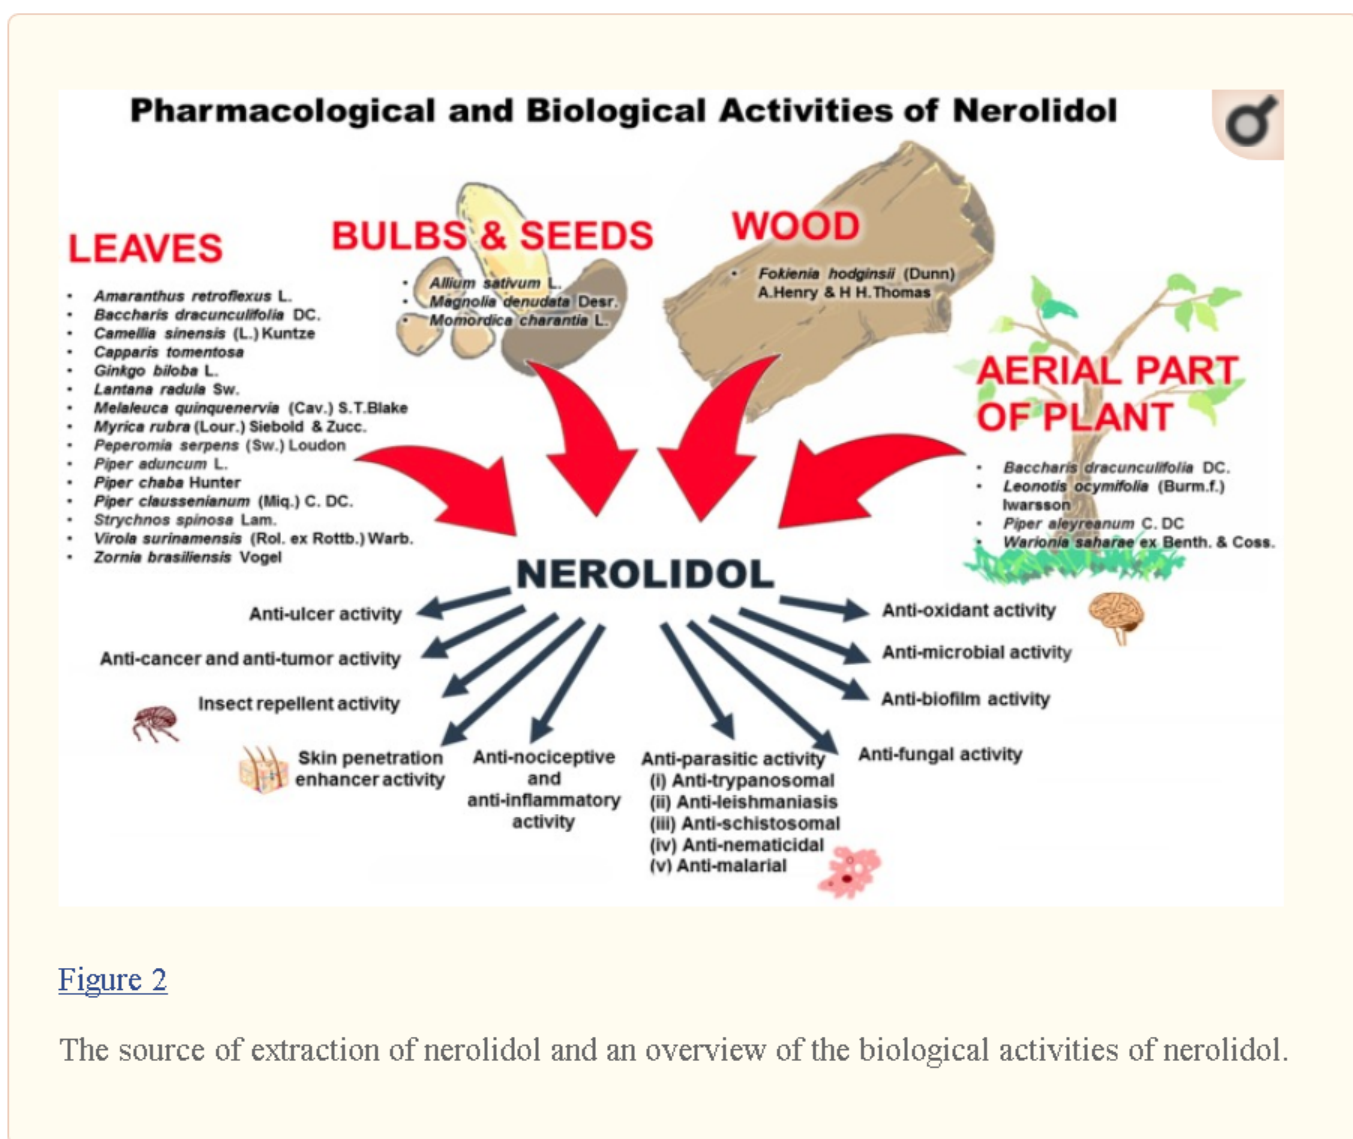 Pharmacological and Biological Activities of Nerolidol
LEAVES
• Amaranthus retroflexus L.
• Baccharis dracunculifolia DC.
• Camellia sinensis (L.) Kuntze
• Capparis tomentosa
• Ginkgo biloba L.
• Lantana radula Sw.
• Melaleuca quinquenervia (Cav.) S.T.Blake
• Myrica rubra (Lour.) Siebold & Zucc.
• Peperomia serpens (Sw.) Loudon
• Piper aduncum L.
• Piper chaba Hunter
• Piper claussenianum (Miq.) C. DC.
• Strychnos spinosa Lam.
• Virola surinamensis (Rol. ex Rottb.) Warb.
• Zornia brasiliensis Vogel
BULBS & SEEDS
• Allium sativum L.
• Magnolia denudata Desr.
• Momordica charantia L.
WOOD
• Fokienia hodginsii (Dunn)
A.Henry & H H.Thomas
AERIAL PART
OF PLANT
• Baccharis dracunculifolia DC.
• Leonotis ocymifolia (Burm.f.)
Iwarsson
• Piper aleyreanum C. DC
• Warionia saharae ex Benth. & Coss.
NEROLIDOL
Anti-ulcer activity
Anti-cancer and anti-tumor activity
Insect repellent activity
Skin penetration
enhancer activity
Anti-nociceptive
and
anti-inflammatory
activity
Anti-parasitic activity
(i) Anti-trypanosomal
(ii) Anti-leishmaniasis
(iii) Anti-schistosomal
(iv) Anti-nematicidal
(v) Anti-malarial
Anti-fungal activity
Anti-biofilm activity
Anti-microbial activity
Anti-oxidant activity
Figure 2
The source of extraction of nerolidol and an overview of the biological activities of nerolidol.